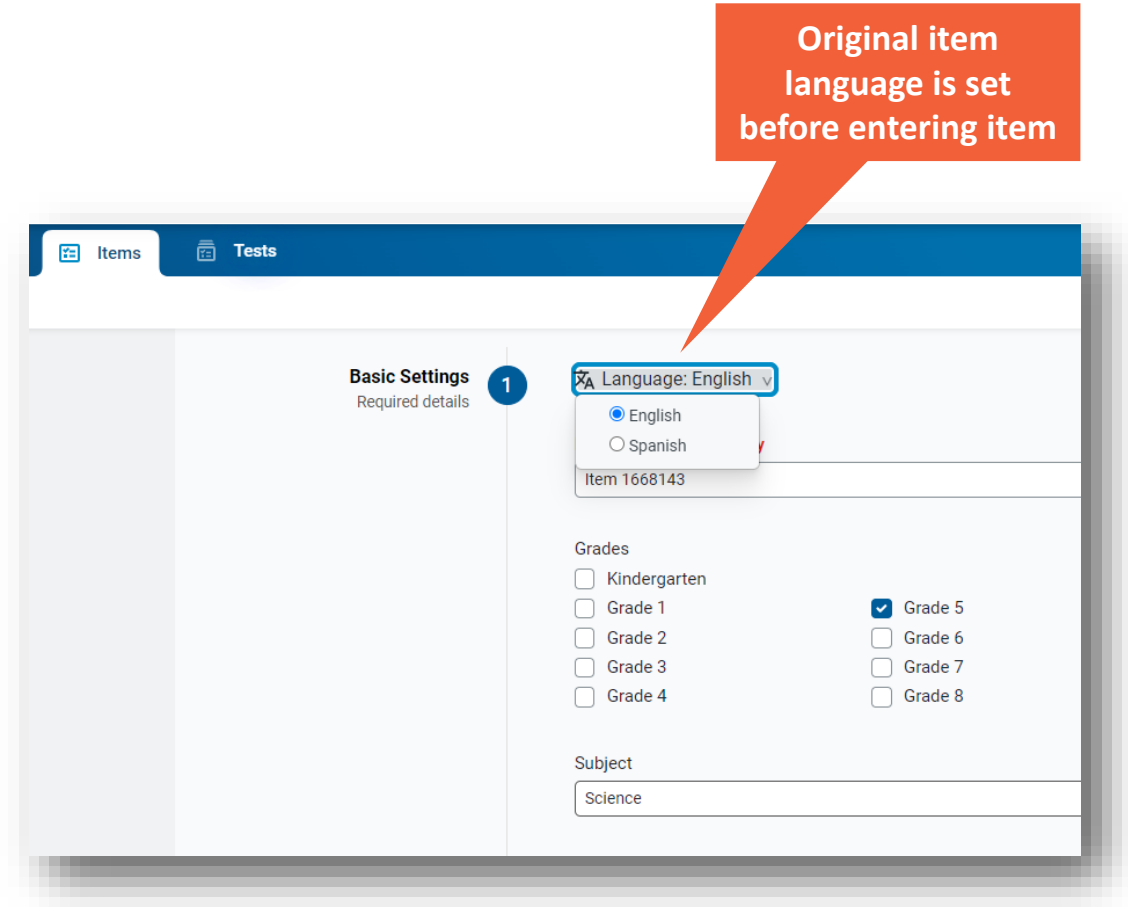 Original item
language is set
before entering item
Items
Tests
Basic Settings
Required details
1
Language: English
English
Spanish
Item 1668143
Grades
Kindergarten
Grade 1
Grade 2
Grade 3
Grade 4
Grade 5
Grade 6
Grade 7
Grade 8
Subject
Science